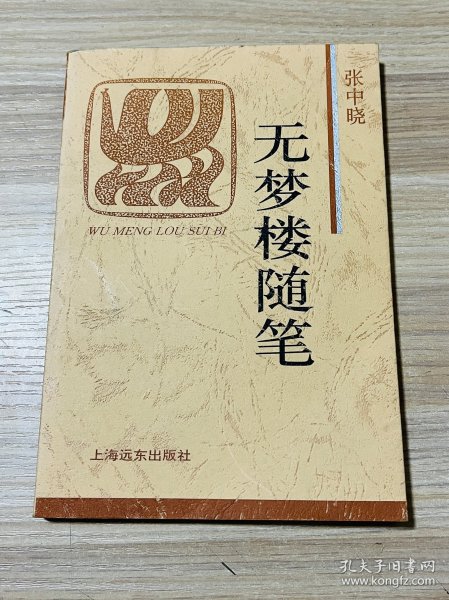 张中晓
无梦楼随笔
WU MENG LOU SUI BI
上海远东出版社
孔夫子旧书网
www.kongfz.com